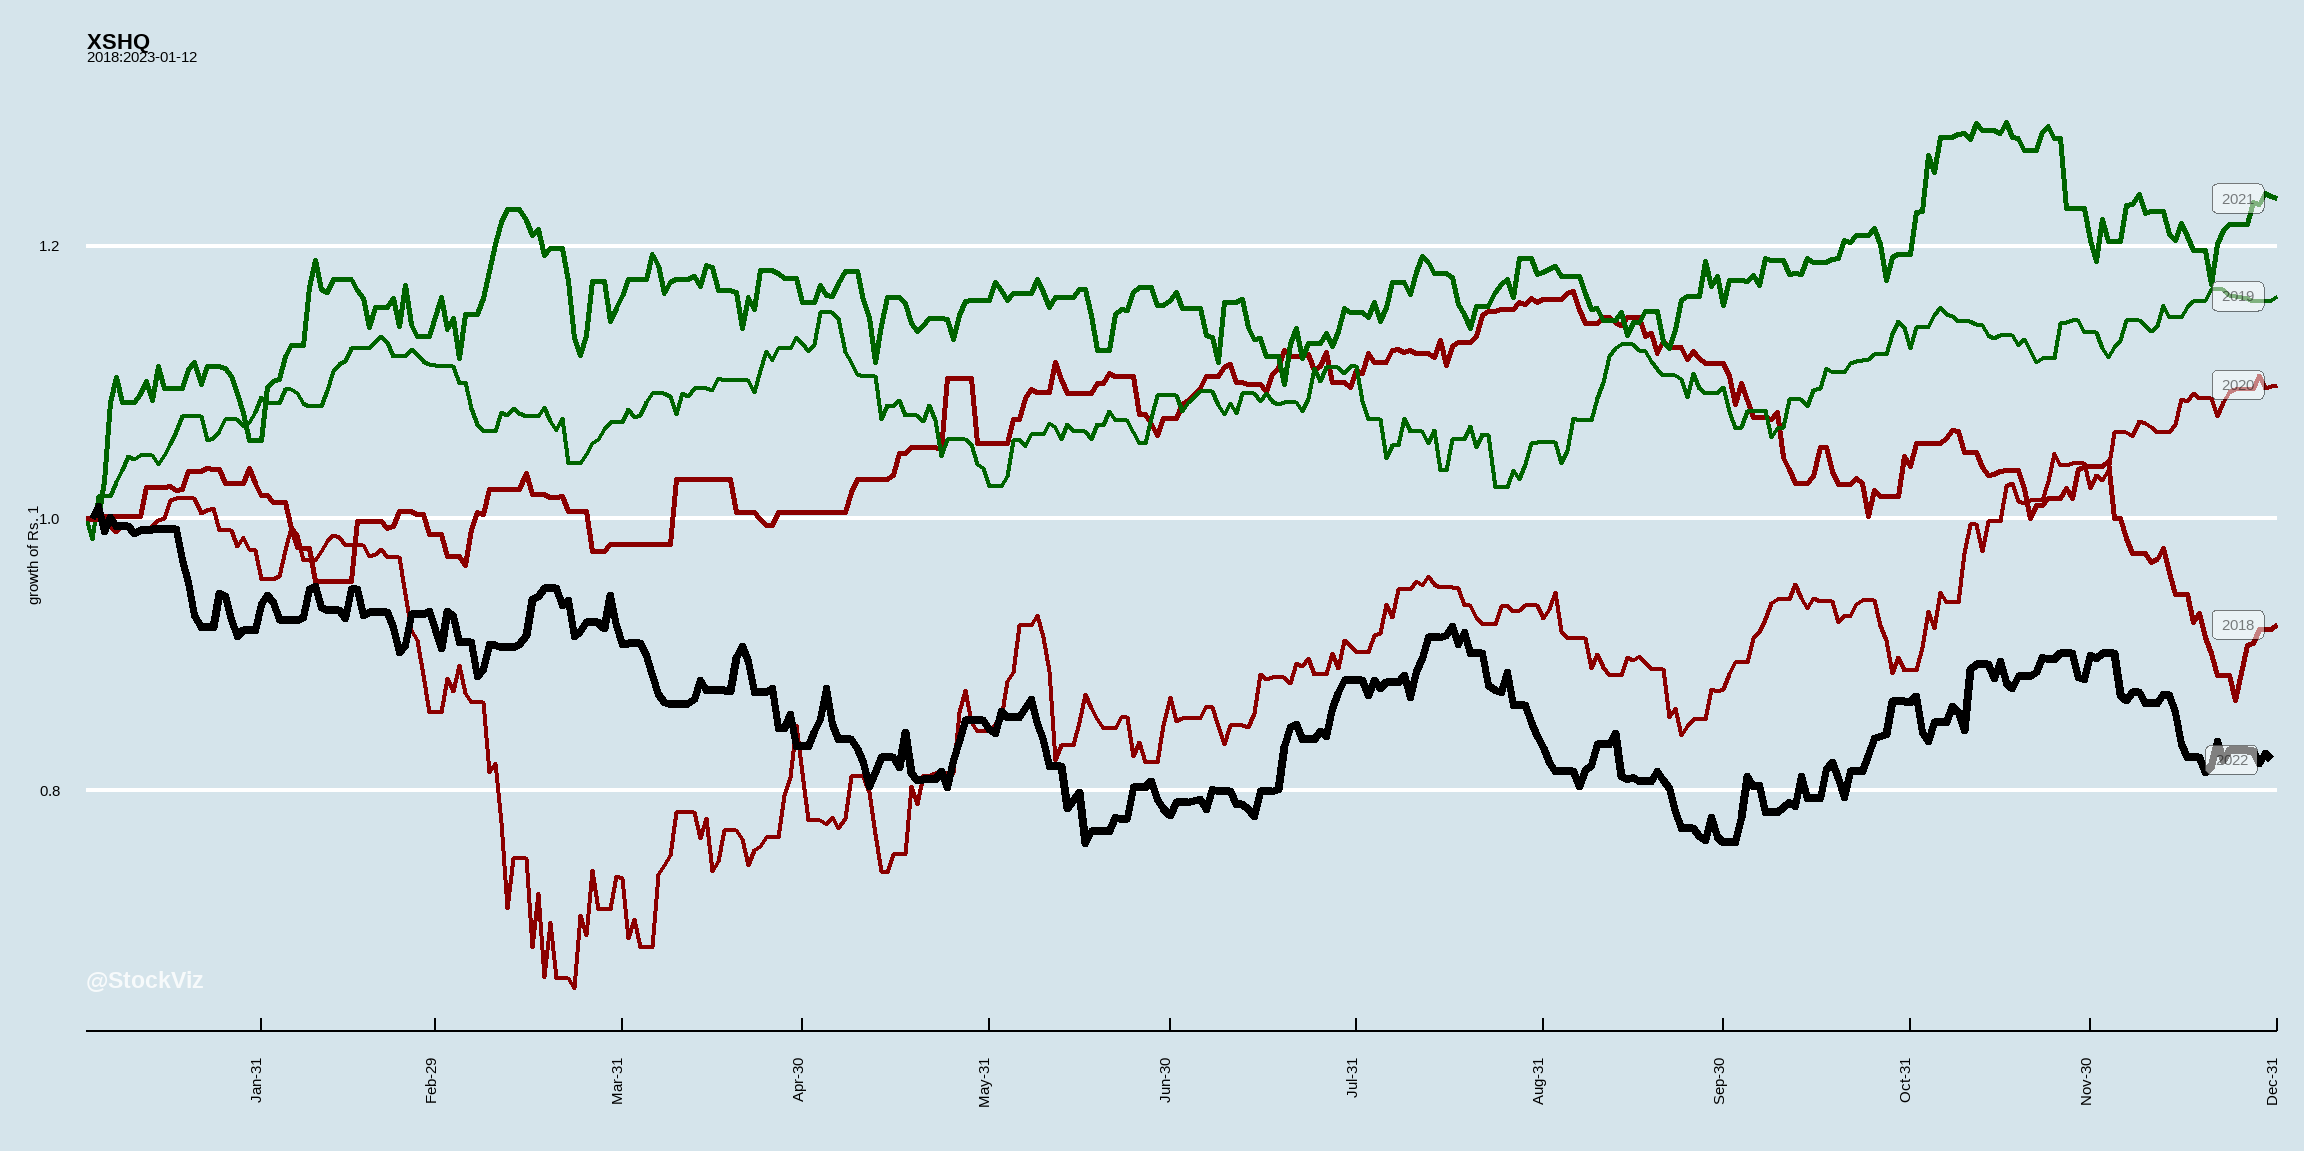 XSHQ
2018:2023-01-12
2021
1.2
2019
2020
growth of Rs. 1
1.0
2018
2022
0.8
@StockViz
Jan-31
Feb-29
Mar-31
Apr-30
May-31
Jun-30
Jul-31
Aug-31
Sep-30
Oct-31
Nov-30
Dec-31